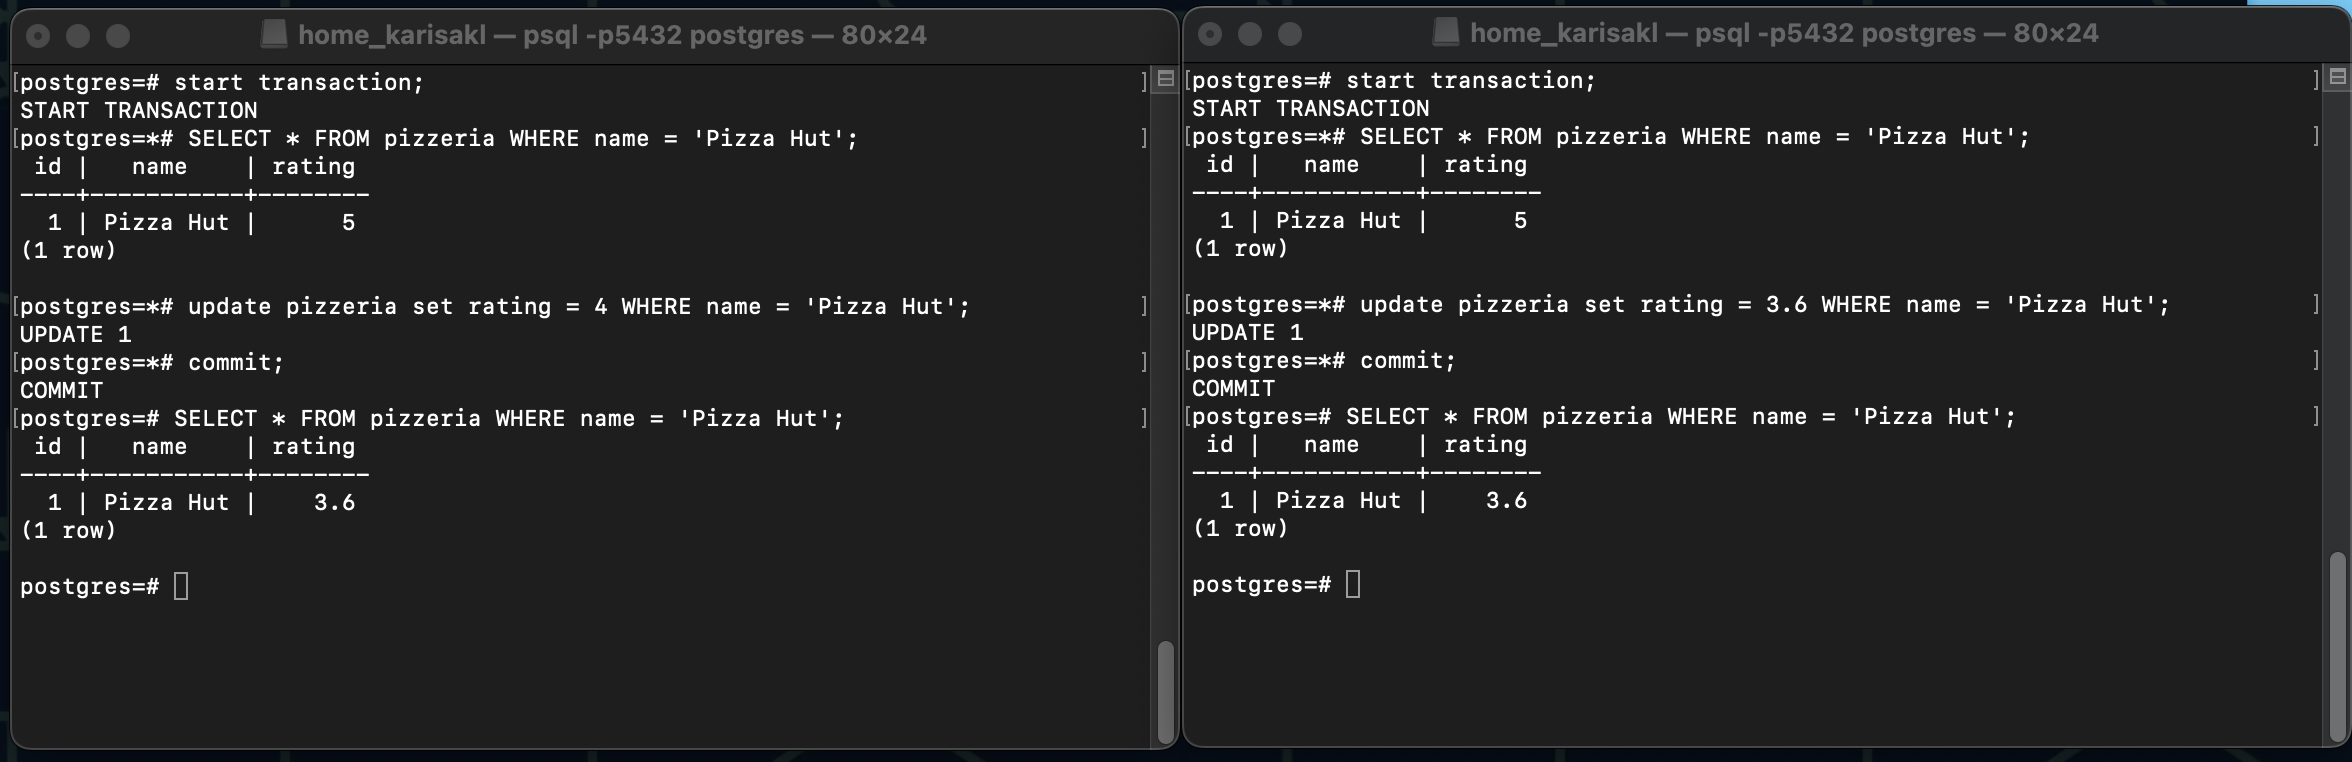 home_karisakl — psql -p5432 postgres — 80×24
[postgres=# start transaction; ]
START TRANSACTION
[postgres=*# SELECT * FROM pizzeria WHERE name = 'Pizza Hut'; ]
 id |   name    | rating
----+-----------+--------
  1 | Pizza Hut |      5
(1 row)
[postgres=*# update pizzeria set rating = 4 WHERE name = 'Pizza Hut'; ]
UPDATE 1
[postgres=*# commit; ]
COMMIT
[postgres=# SELECT * FROM pizzeria WHERE name = 'Pizza Hut'; ]
 id |   name    | rating
----+-----------+--------
  1 | Pizza Hut |    3.6
(1 row)
postgres=#
home_karisakl — psql -p5432 postgres — 80×24
[postgres=# start transaction; ]
START TRANSACTION
[postgres=*# SELECT * FROM pizzeria WHERE name = 'Pizza Hut'; ]
 id |   name    | rating
----+-----------+--------
  1 | Pizza Hut |      5
(1 row)
[postgres=*# update pizzeria set rating = 3.6 WHERE name = 'Pizza Hut'; ]
UPDATE 1
[postgres=*# commit; ]
COMMIT
[postgres=# SELECT * FROM pizzeria WHERE name = 'Pizza Hut'; ]
 id |   name    | rating
----+-----------+--------
  1 | Pizza Hut |    3.6
(1 row)
postgres=#